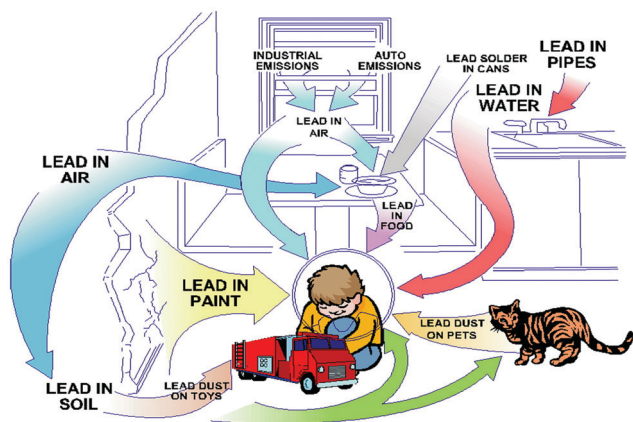 INDUSTRIAL
EMISSIONS
AUTO
EMISSIONS
LEAD SOLDER
IN CANS
LEAD IN
PIPES
LEAD IN
WATER
LEAD IN
AIR
LEAD IN
AIR
LEAD
IN
FOOD
LEAD IN
PAINT
LEAD DUST
ON PETS
LEAD IN
SOIL
LEAD DUST
ON TOYS